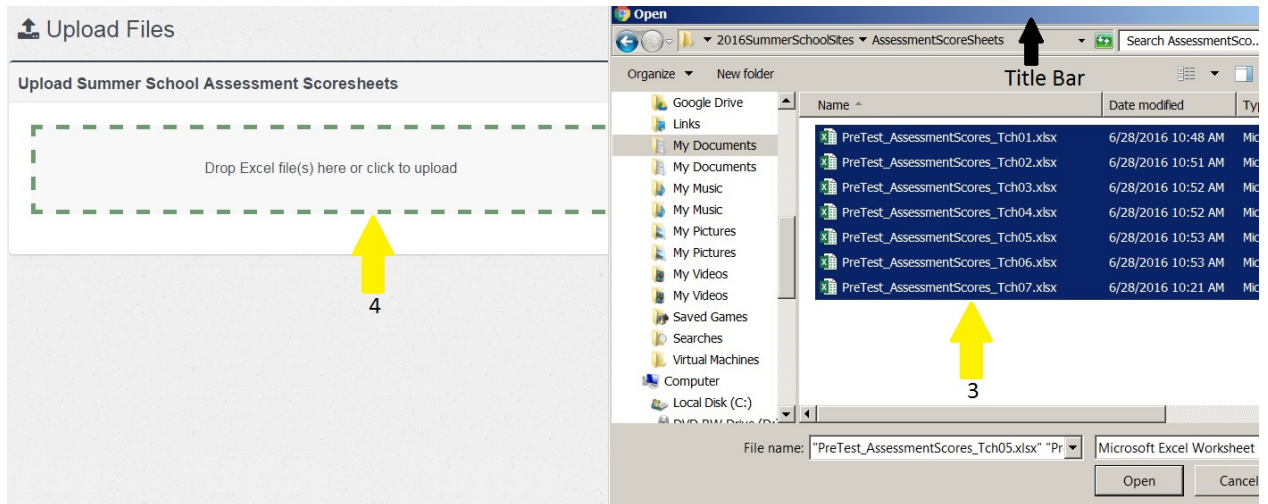 Upload Files
Upload Summer School Assessment Scoresheets
Drop Excel file(s) here or click to upload
4
Open
2016SummerSchoolSites AssessmentScoreSheets
Search AssessmentSco...
Organize New folder
Title Bar
Google Drive
Links
My Documents
My Documents
My Music
My Music
My Pictures
My Pictures
My Videos
My Videos
Saved Games
Searches
Virtual Machines
Computer
Local Disk (C:)
Name Date modified
PreTest_AssessmentScores_Tch01.xlsx 6/28/2016 10:48 AM
PreTest_AssessmentScores_Tch02.xlsx 6/28/2016 10:51 AM
PreTest_AssessmentScores_Tch03.xlsx 6/28/2016 10:52 AM
PreTest_AssessmentScores_Tch04.xlsx 6/28/2016 10:52 AM
PreTest_AssessmentScores_Tch05.xlsx 6/28/2016 10:53 AM
PreTest_AssessmentScores_Tch06.xlsx 6/28/2016 10:53 AM
PreTest_AssessmentScores_Tch07.xlsx 6/28/2016 10:21 AM
3
File name: "PreTest_AssessmentScores_Tch05.xlsx" "Pr
Microsoft Excel Worksheet
Open Cancel